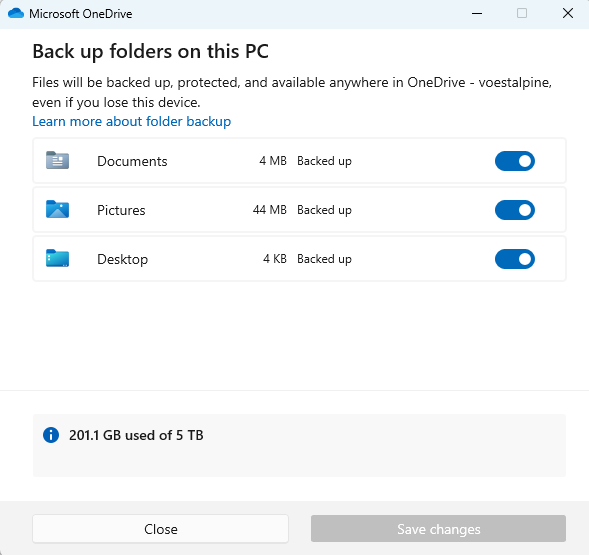 Microsoft OneDrive
Back up folders on this PC
Files will be backed up, protected, and available anywhere in OneDrive - voestalpine,
even if you lose this device.
Learn more about folder backup
Documents 4 MB Backed up
Pictures 44 MB Backed up
Desktop 4 KB Backed up
201.1 GB used of 5 TB
Close Save changes